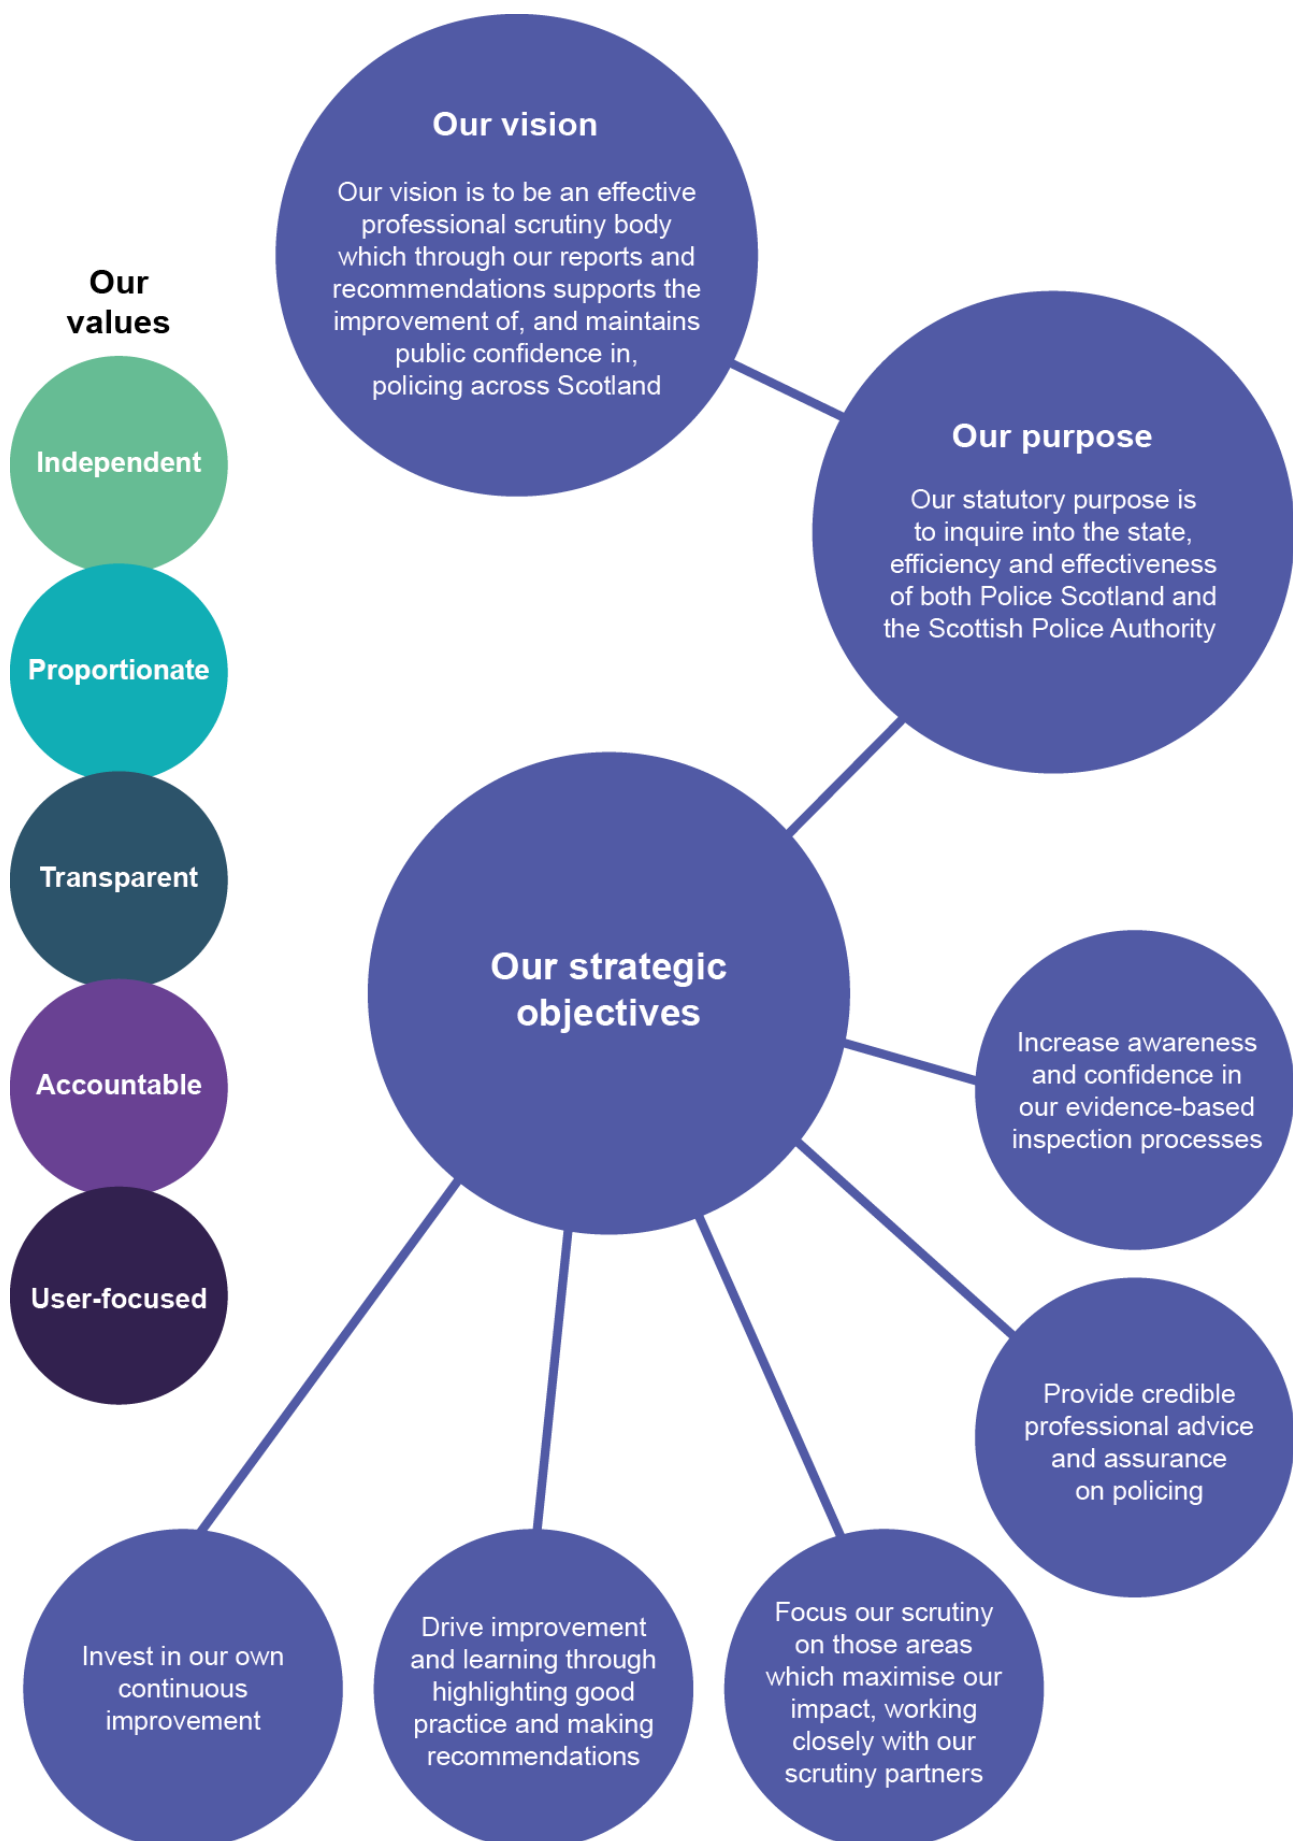 Our vision
Our vision is to be an effective
professional scrutiny body
which through our reports and
recommendations supports the
improvement of, and maintains
public confidence in,
policing across Scotland
Our purpose
Our statutory purpose is
to inquire into the state,
efficiency and effectiveness
of both Police Scotland and
the Scottish Police Authority
Our
values
Independent
Proportionate
Transparent
Accountable
User-focused
Our strategic
objectives
Increase awareness
and confidence in
our evidence-based
inspection processes
Provide credible
professional advice
and assurance
on policing
Focus our scrutiny
on those areas
which maximise our
impact, working
closely with our
scrutiny partners
Drive improvement
and learning through
highlighting good
practice and making
recommendations
Invest in our own
continuous
improvement